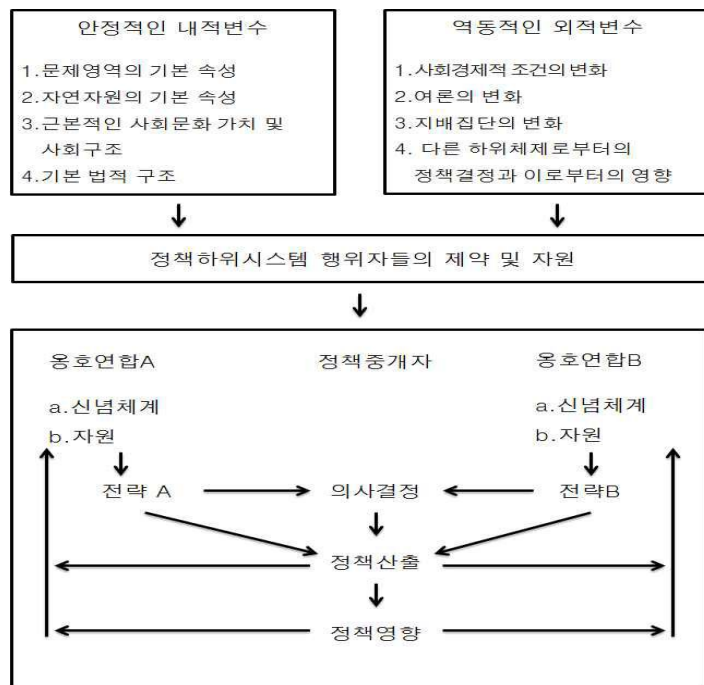 안정적인 내적변수
1.문제영역의 기본 속성
2.자연자원의 기본 속성
3.근본적인 사회문화 가치 및
사회구조
4.기본 법적 구조
역동적인 외적변수
1.사회경제적 조건의 변화
2.여론의 변화
3.지배집단의 변화
4. 다른 하위체제로부터의
정책결정과 이로부터의 영향
정책하위시스템 행위자들의 제약 및 자원
옹호연합A
정책중개자
옹호연합B
a.신념체계
b.자원
a.신념체계
b.자원
전략 A
의사결정
전략B
정책산출
정책영향